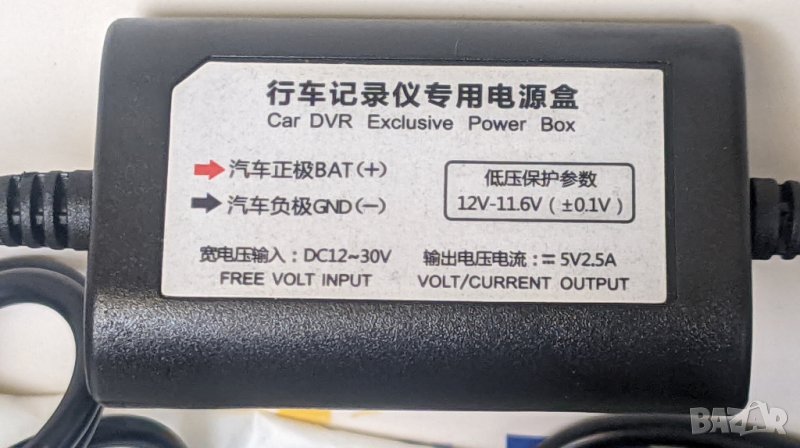 行车记录仪专用电源盒
Car DVR Exclusive Power Box
汽车正极BAT(+)
汽车负极GND(−)
低压保护参数
12V-11.6V(±0.1V)
宽电压输入:DC12~30V
FREE VOLT INPUT
输出电压电流:⎓5V2.5A
VOLT/CURRENT OUTPUT
BAZAR